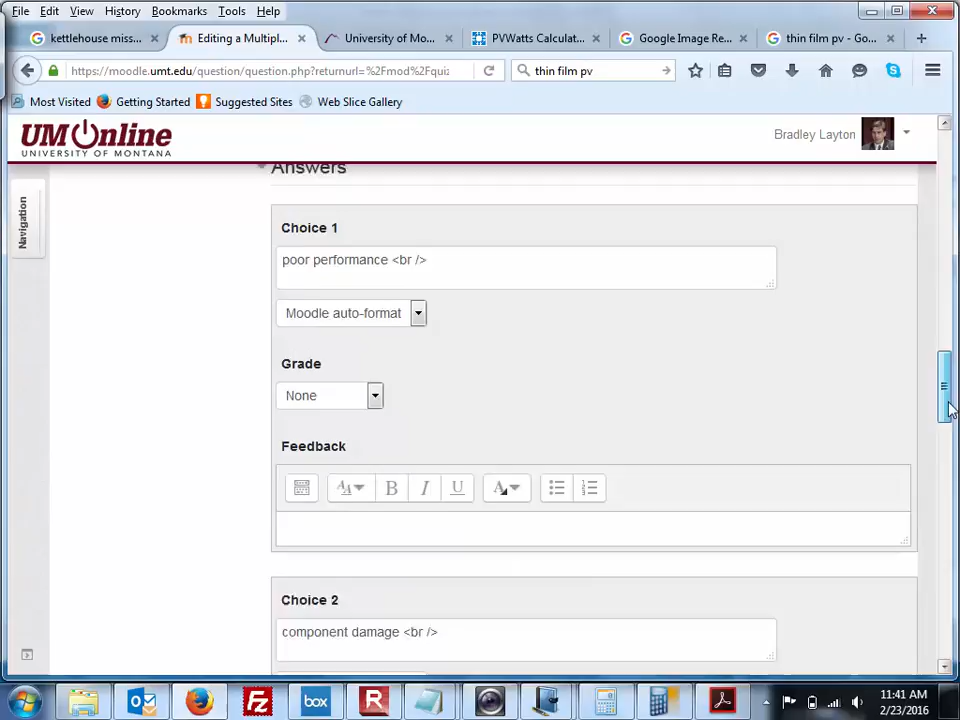 File Edit View History Bookmarks Tools Help
kettlehouse miss...
Editing a Multipl...
University of Mo...
PVWatts Calculat...
Google Image Re...
thin film pv - Go...
https://moodle.umt.edu/question/question.php?returnurl=%2Fmod%2Fquiz
thin film pv
Most Visited Getting Started Suggested Sites Web Slice Gallery
UMOnline
UNIVERSITY OF MONTANA
Bradley Layton
Navigation
Answers
Choice 1
poor performance <br />
Moodle auto-format
Grade
None
Feedback
B I U
Choice 2
component damage <br />
box
R
11:41 AM
2/23/2016